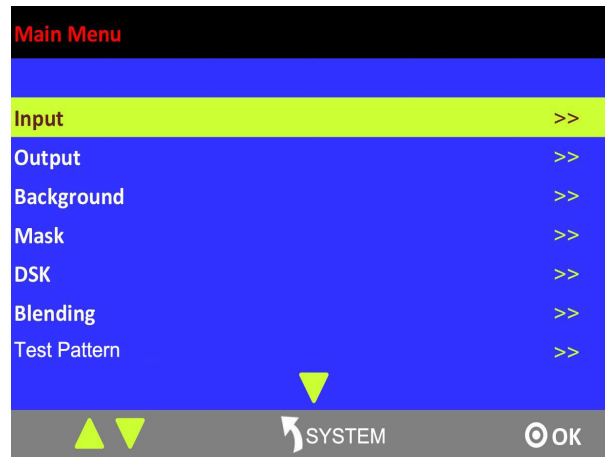 Main Menu
Input >>
Output >>
Background >>
Mask >>
DSK >>
Blending >>
Test Pattern >>
SYSTEM OK